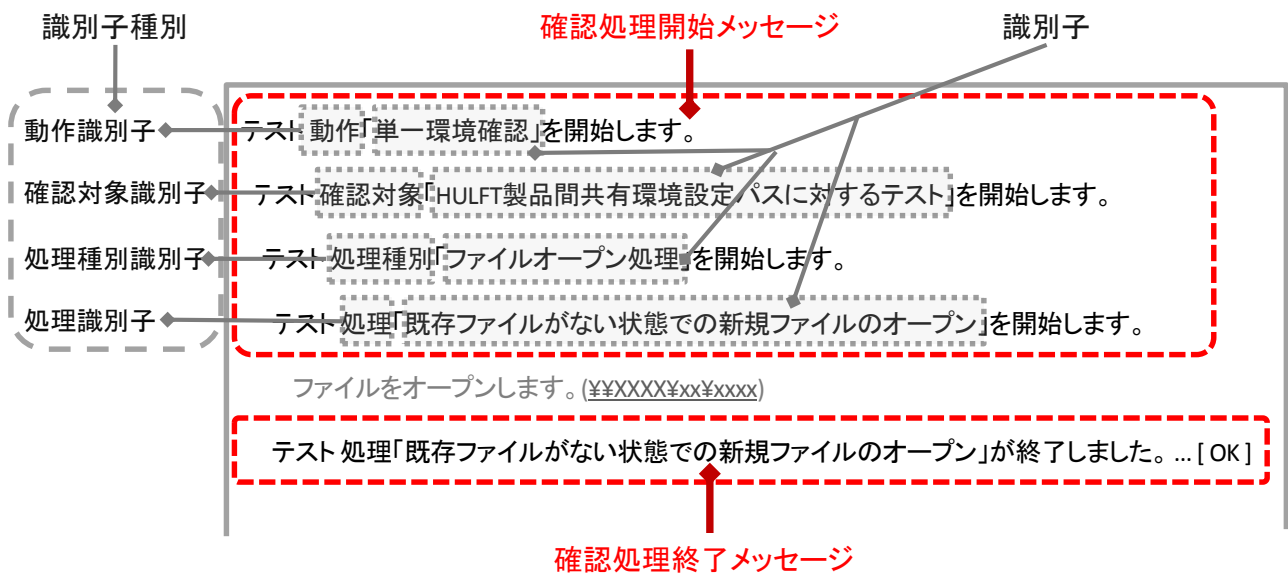 識別子種別
確認処理開始メッセージ
識別子
動作識別子
テスト 動作「単一環境確認」を開始します。
確認対象識別子
テスト 確認対象「HULFT製品間共有環境設定パスに対するテスト」を開始します。
処理種別識別子
テスト 処理種別「ファイルオープン処理」を開始します。
処理識別子
テスト 処理「既存ファイルがない状態での新規ファイルのオープン」を開始します。
ファイルをオープンします。(¥¥XXXX¥xx¥xxxx)
テスト 処理「既存ファイルがない状態での新規ファイルのオープン」が終了しました。 ... [ OK ]
確認処理終了メッセージ